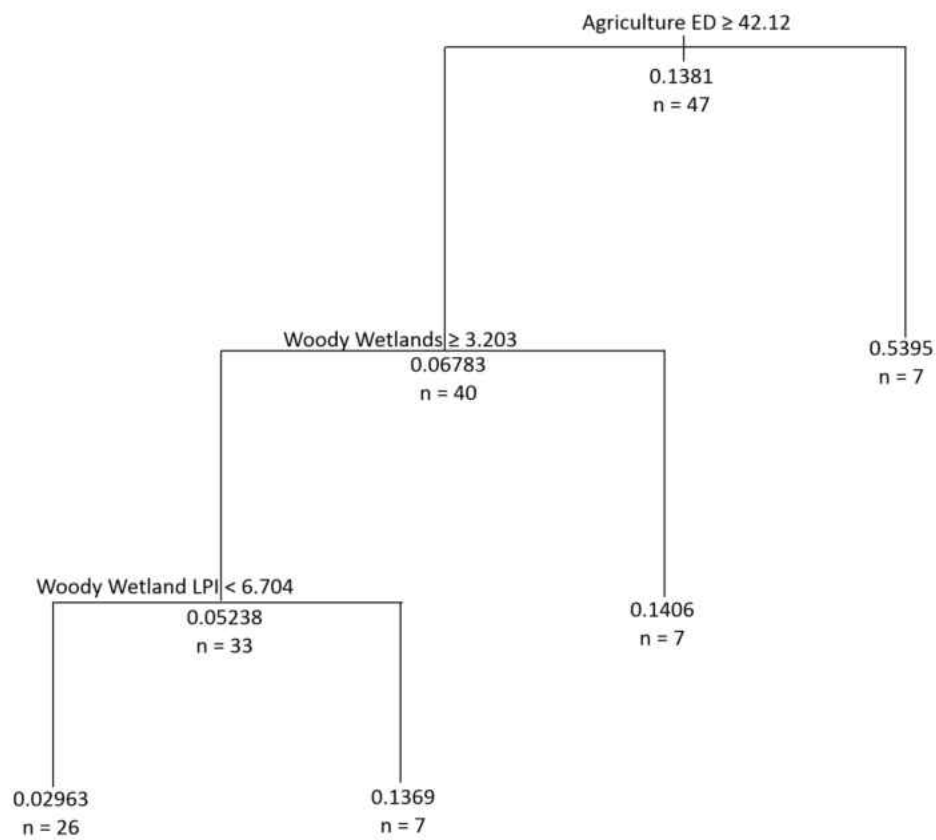 Agriculture ED ≥ 42.12
0.1381
n = 47
Woody Wetlands ≥ 3.203
0.06783
n = 40
0.5395
n = 7
Woody Wetland LPI < 6.704
0.05238
n = 33
0.1406
n = 7
0.02963
n = 26
0.1369
n = 7